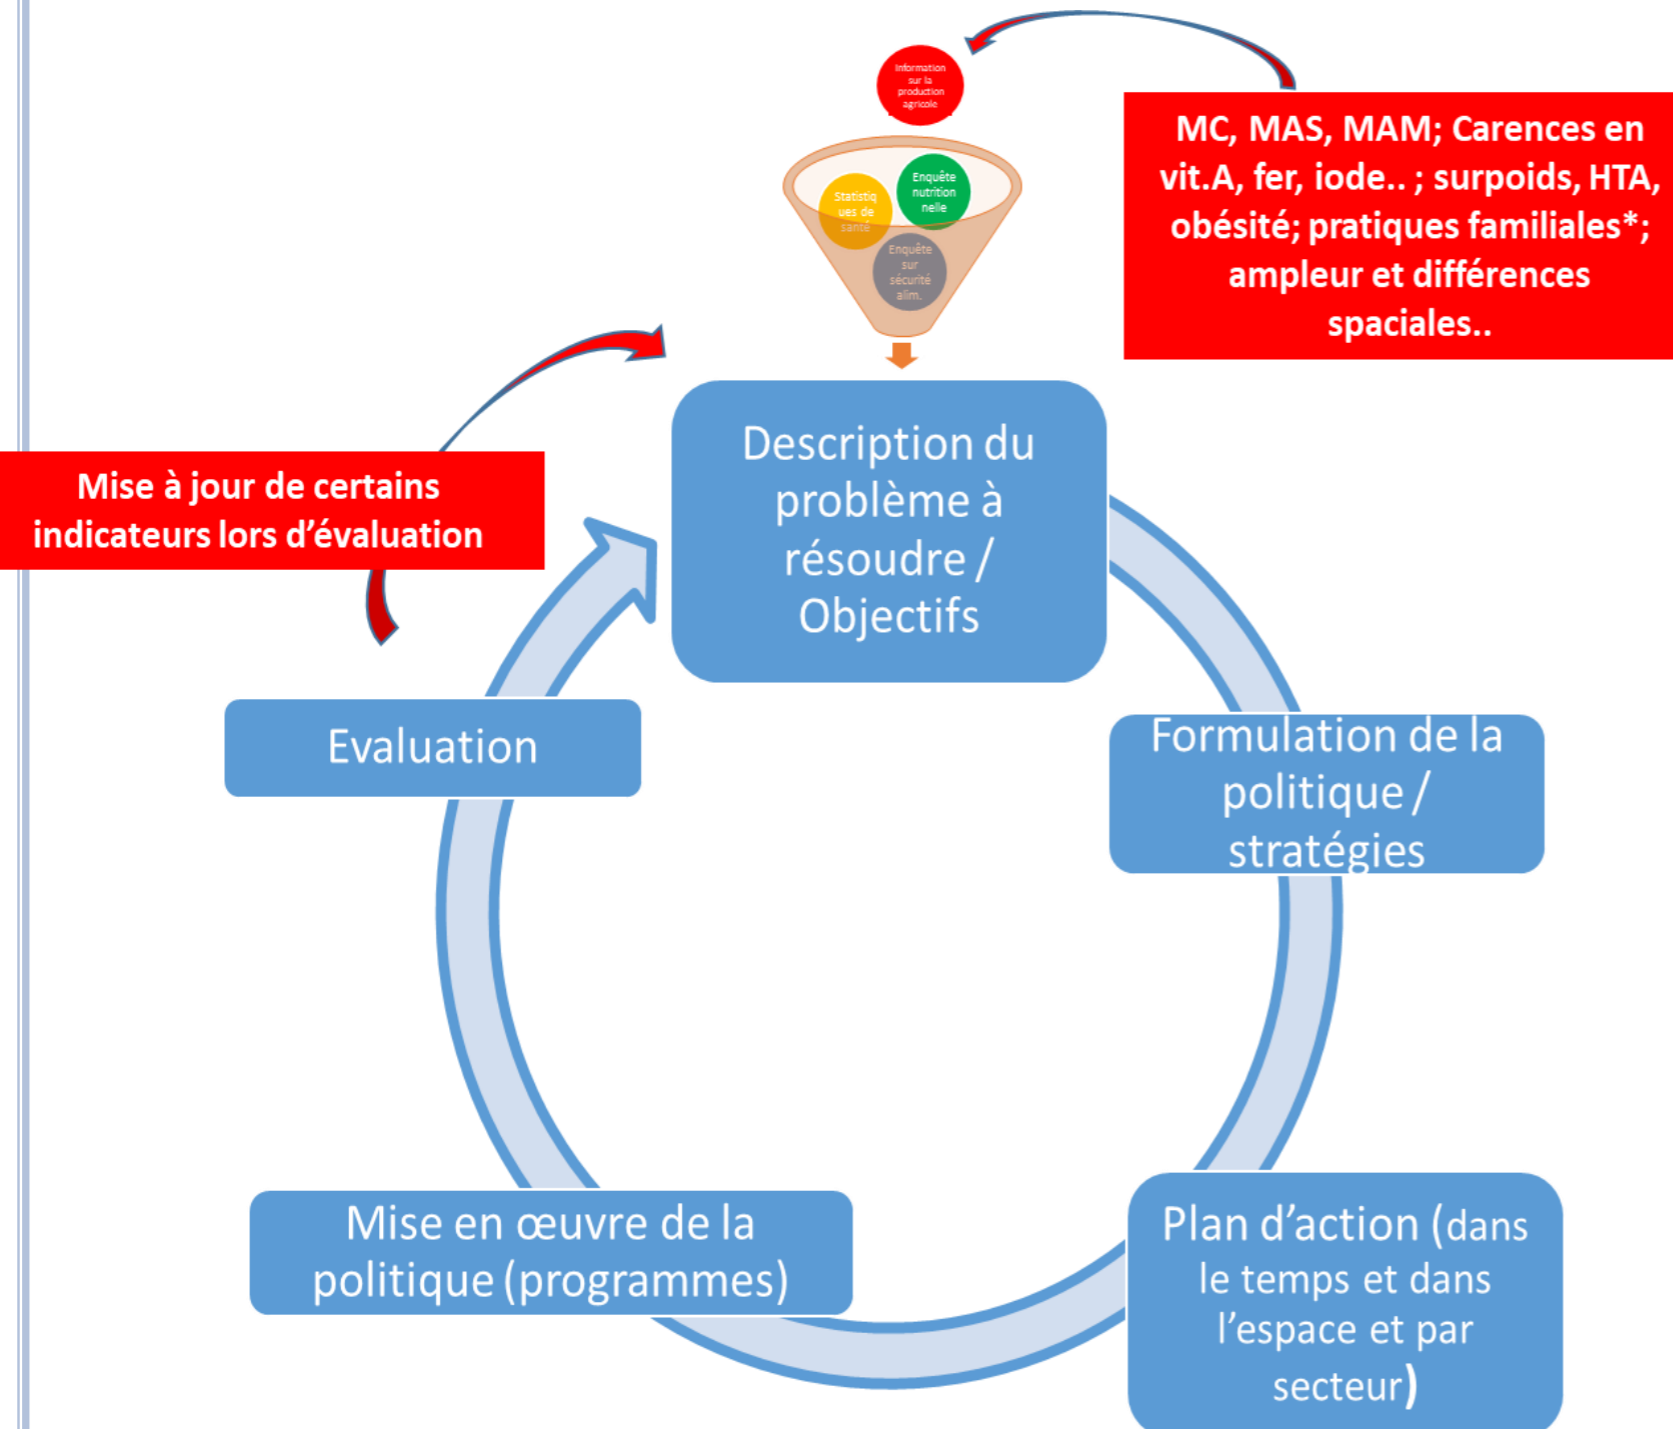 Information
sur la
production
agricole
MC, MAS, MAM; Carences en
vit.A, fer, iode.. ; surpoids, HTA,
obésité; pratiques familiales*;
ampleur et différences
spaciales..
Statistiq
ues de
santé
Enquête
nutrition
nelle
Enquête
sur
sécurité
alim.
Description du
problème à
résoudre /
Objectifs
Mise à jour de certains
indicateurs lors d’évaluation
Evaluation
Formulation de la
politique /
stratégies
Mise en œuvre de la
politique (programmes)
Plan d’action (dans
le temps et dans
l’espace et par
secteur)